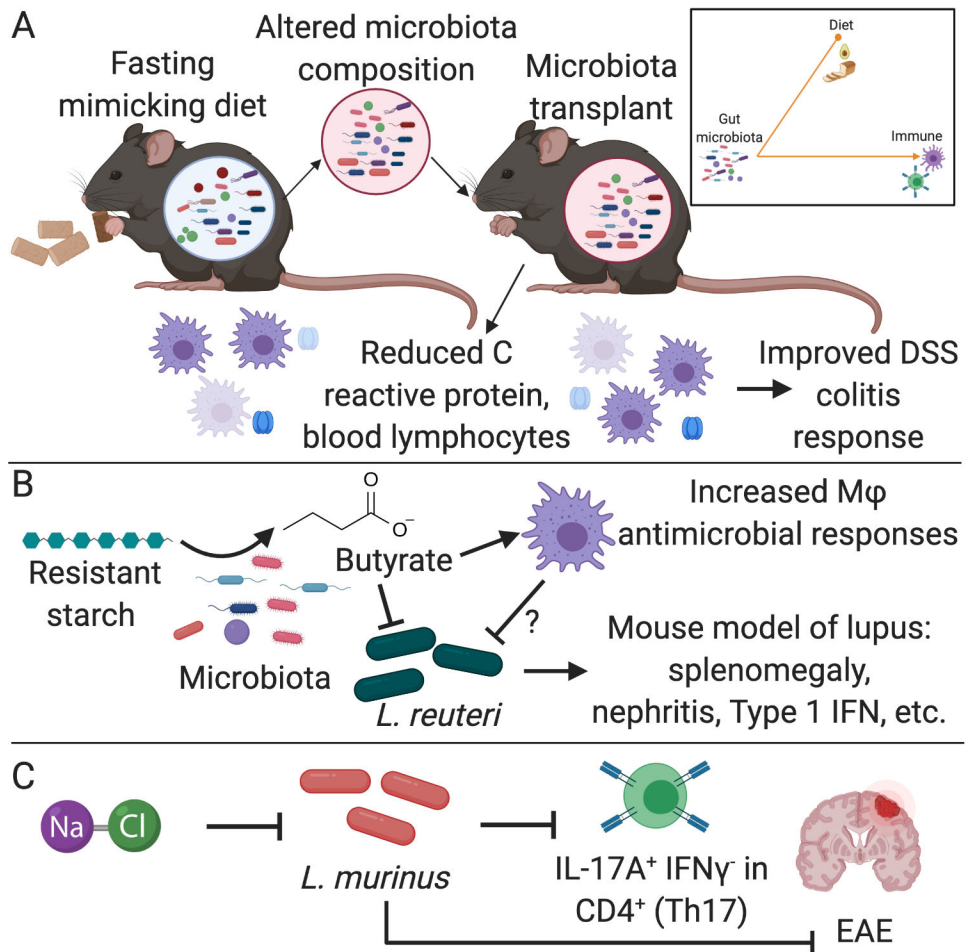 A
Fasting
mimicking diet
Altered microbiota
composition
Microbiota
transplant
Diet
Gut
microbiota
Immune
Reduced C
reactive protein,
blood lymphocytes
Improved DSS
colitis
response
B
Resistant
starch
Microbiota
O
O⁻
Butyrate
Increased Mφ
antimicrobial responses
?
L. reuteri
Mouse model of lupus:
splenomegaly,
nephritis, Type 1 IFN, etc.
C
Na
Cl
L. murinus
IL-17A⁺ IFNγ⁻ in
CD4⁺ (Th17)
EAE